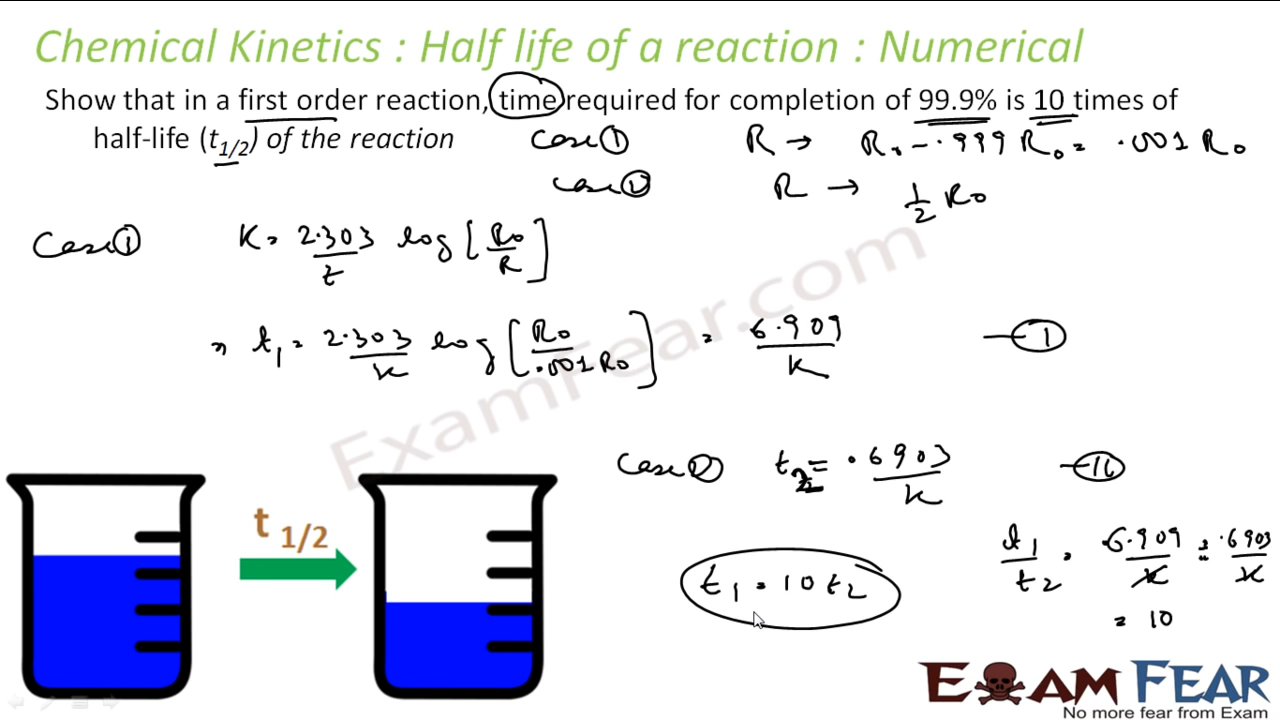 Chemical Kinetics : Half life of a reaction : Numerical
Show that in a first order reaction, time required for completion of 99.9% is 10 times of
half-life (t1/2) of the reaction
Case ① R → R₀ - .999 R₀ = .001 R₀
Case ② R → 1/2 R₀
Case ① K = 2.303/t log [R₀/R]
⇒ t₁ = 2.303/K log [R₀/.001 R₀] = 6.909/K — I
Case ② t₂ = .6903/K — II
t 1/2
t₁/t₂ = 6.909/K ÷ .6903/K
= 10
t₁ = 10 t₂
ExamFear.com
EXAM FEAR
No more fear from Exam